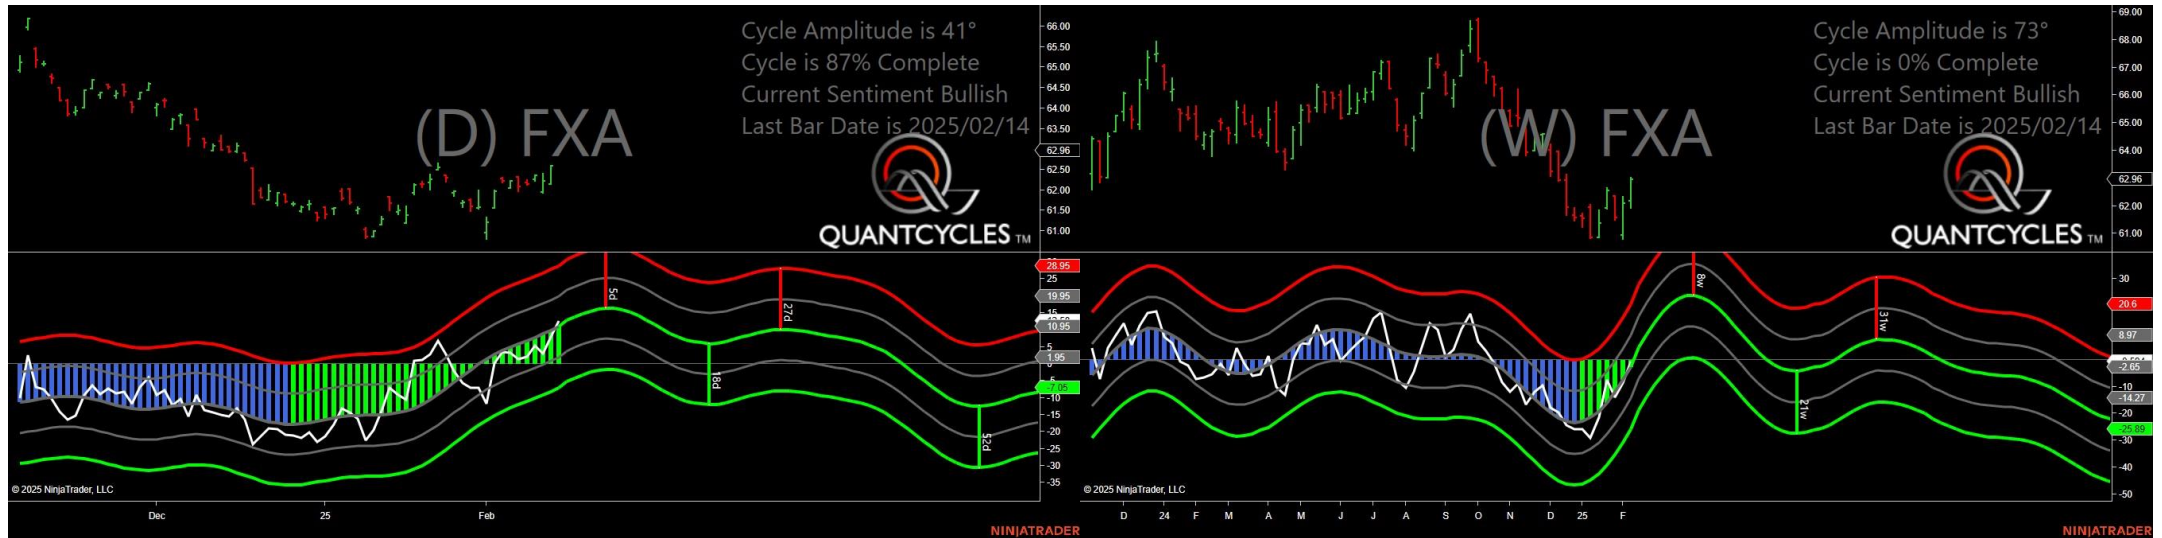 Cycle Amplitude is 41°
Cycle is 87% Complete
Current Sentiment Bullish
Last Bar Date is 2025/02/14
(D) FXA
QUANTCYCLES TM
66.00
65.50
65.00
64.50
64.00
63.50
62.96
62.50
62.00
61.50
61.00
28.95
25
19.95
15
10.95
5
1.95
-7.05
-10
-15
-20
-25
-30
-35
5d
27d
18d
52d
© 2025 NinjaTrader, LLC
Dec
25
Feb
NINJATRADER
Cycle Amplitude is 73°
Cycle is 0% Complete
Current Sentiment Bullish
Last Bar Date is 2025/02/14
(W) FXA
QUANTCYCLES TM
69.00
68.00
67.00
66.00
65.00
64.00
62.96
62.00
61.00
30
20.6
8.97
-2.65
-10
-14.27
-20
-25.89
-30
-40
-50
8w
31w
21w
© 2025 NinjaTrader, LLC
D 24 F M A M J J A S O N D 25 F
NINJATRADER